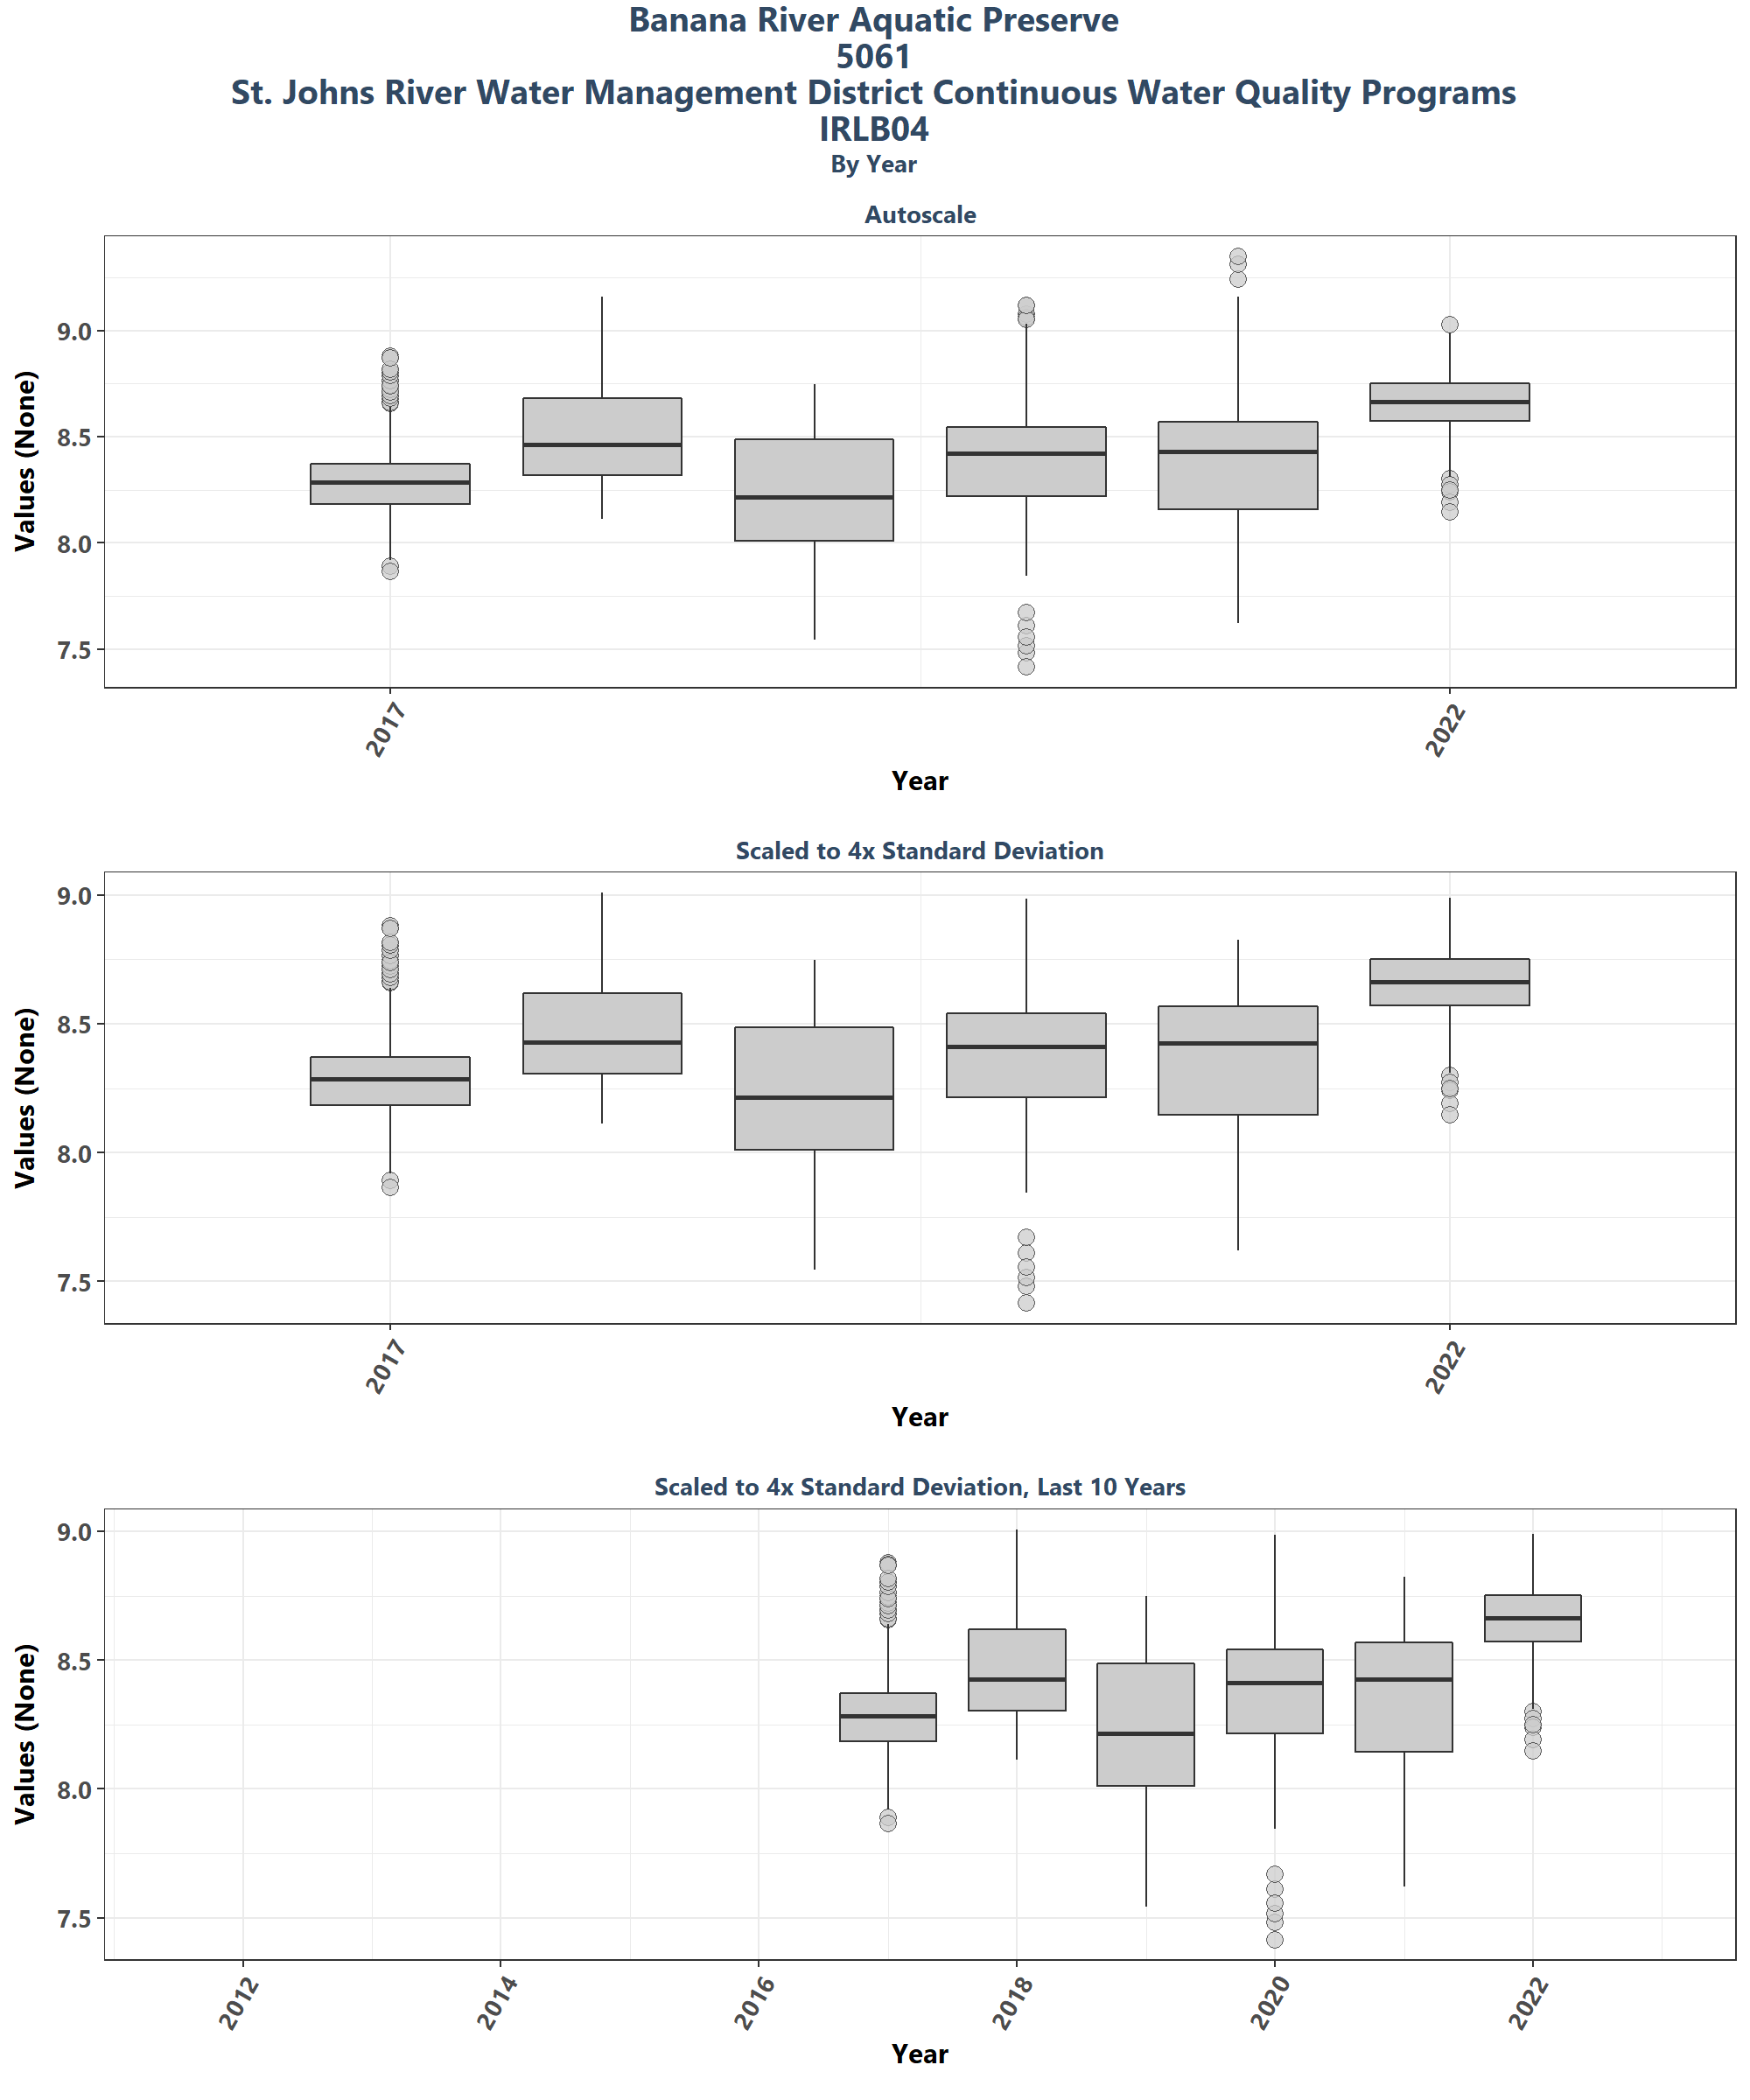 Banana River Aquatic Preserve
5061
St. Johns River Water Management District Continuous Water Quality Programs
IRLB04
By Year
Autoscale
Values (None)
9.0
8.5
8.0
7.5
2017
2022
Year
Scaled to 4x Standard Deviation
Values (None)
9.0
8.5
8.0
7.5
2017
2022
Year
Scaled to 4x Standard Deviation, Last 10 Years
Values (None)
9.0
8.5
8.0
7.5
2012
2014
2016
2018
2020
2022
Year